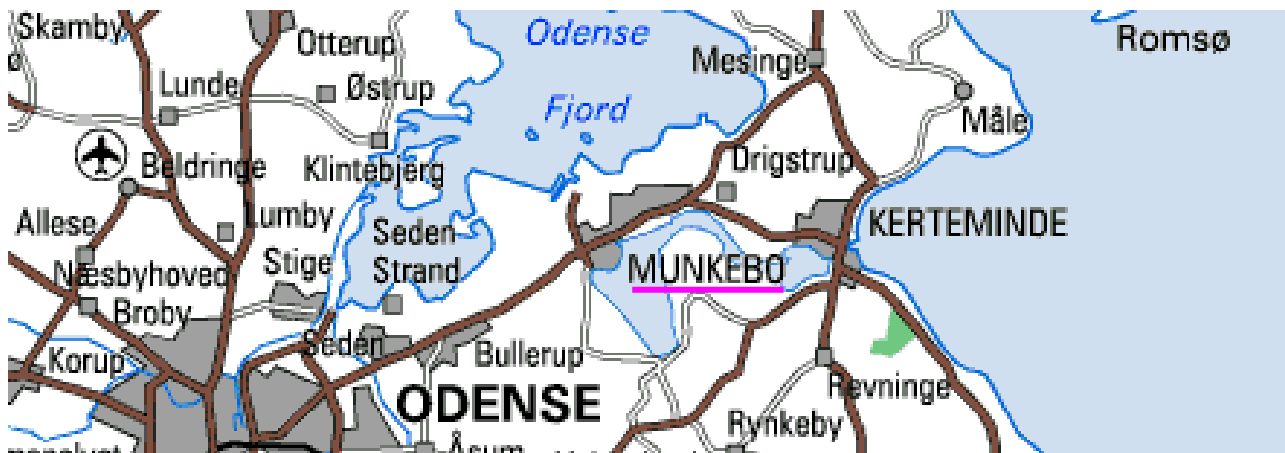 Skamby
Otterup
Odense
Fjord
Mesinge
Romsø
Lunde
Østrup
Måle
Beldringe
Klintebjerg
Drigstrup
Allese
Lumby
Seden
Strand
KERTEMINDE
Næsbyhoved
Broby
Stige
MUNKEBO
Korup
Seden
Bullerup
Revninge
ODENSE
Rynkeby
Åsum